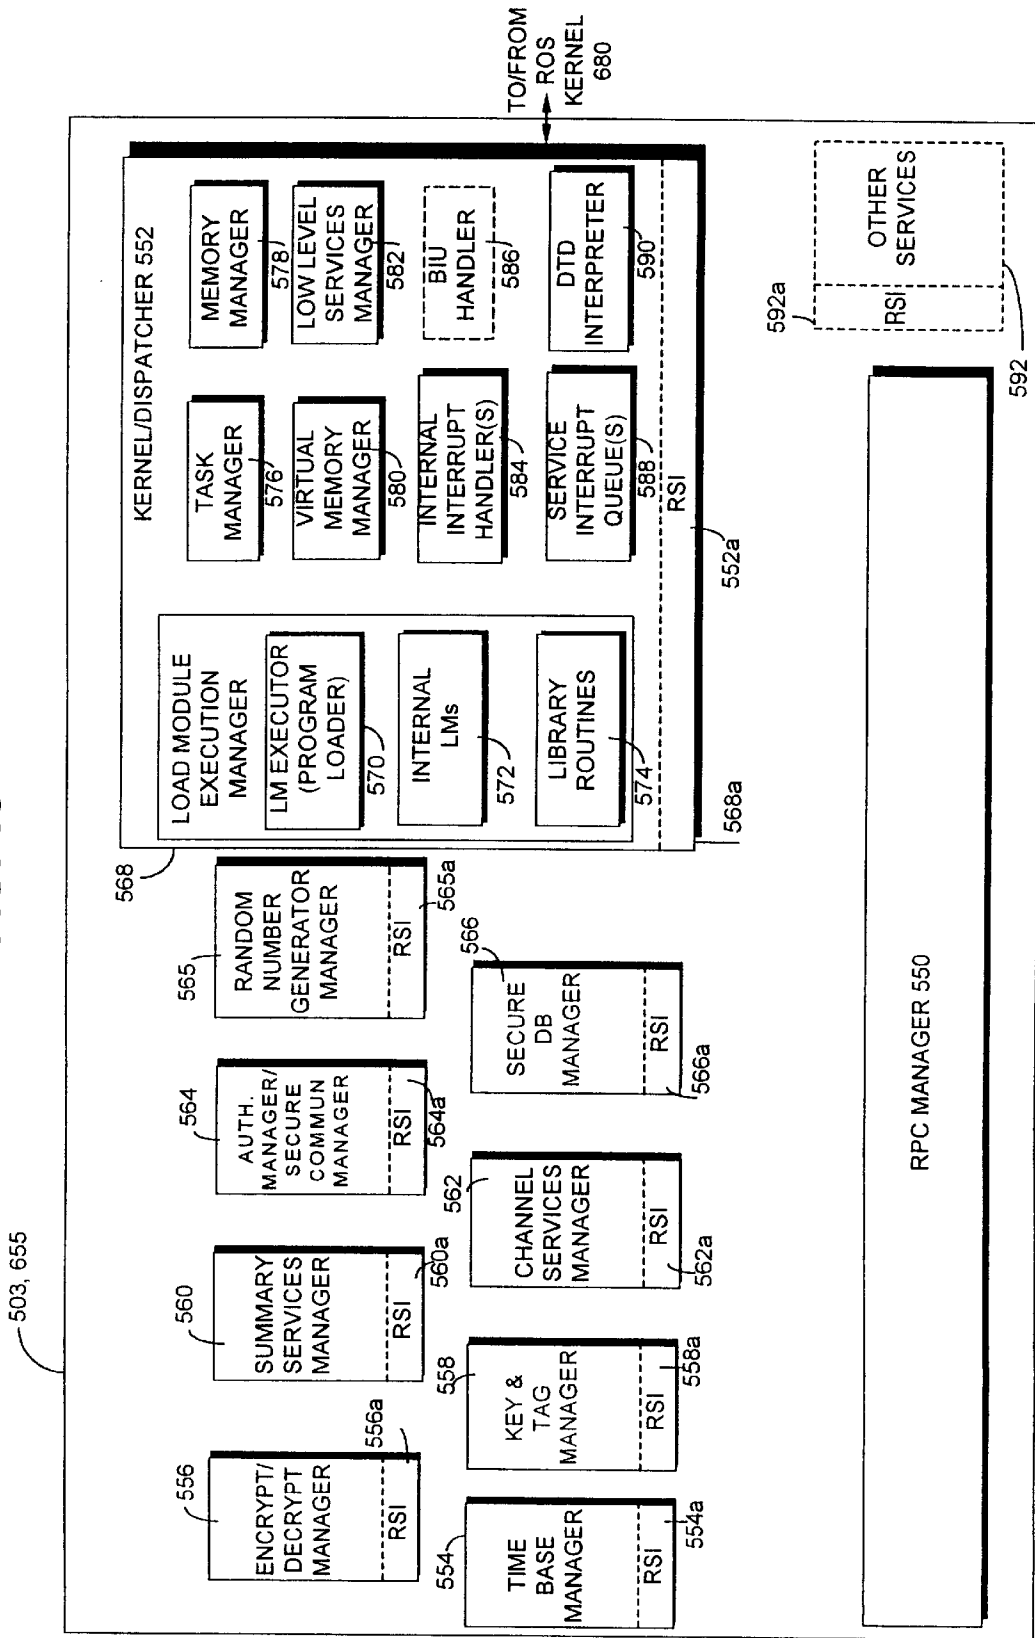 503, 655
KERNEL/DISPATCHER 552
LOAD MODULE
EXECUTION
MANAGER
568
LM EXECUTOR
(PROGRAM
LOADER)
570
INTERNAL
LMs
572
LIBRARY
ROUTINES
574
TASK
MANAGER
576
MEMORY
MANAGER
578
VIRTUAL
MEMORY
MANAGER
580
LOW LEVEL
SERVICES
MANAGER
582
INTERNAL
INTERRUPT
HANDLER(S)
584
BIU
HANDLER
586
SERVICE
INTERRUPT
QUEUE(S)
588
DTD
INTERPRETER
590
RSI
552a
568a
TO/FROM
ROS
KERNEL
680
556
ENCRYPT/
DECRYPT
MANAGER
RSI
556a
560
SUMMARY
SERVICES
MANAGER
RSI
560a
564
AUTH.
MANAGER/
SECURE
COMMUN
MANAGER
RSI
564a
565
RANDOM
NUMBER
GENERATOR
MANAGER
RSI
565a
554
TIME
BASE
MANAGER
RSI
554a
558
KEY &
TAG
MANAGER
RSI
558a
562
CHANNEL
SERVICES
MANAGER
RSI
562a
566
SECURE
DB
MANAGER
RSI
566a
592a
RSI
OTHER
SERVICES
592
RPC MANAGER 550